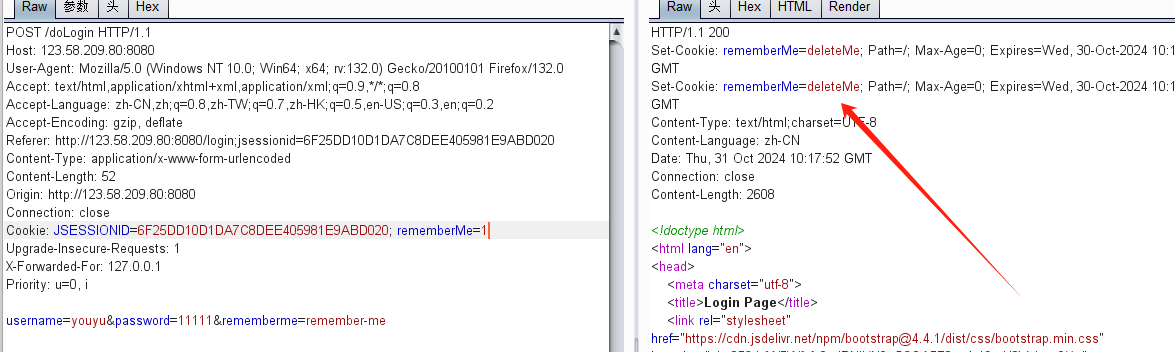 Raw 参数 头 Hex
POST /doLogin HTTP/1.1
Host: 123.58.209.80:8080
User-Agent: Mozilla/5.0 (Windows NT 10.0; Win64; x64; rv:132.0) Gecko/20100101 Firefox/132.0
Accept: text/html,application/xhtml+xml,application/xml;q=0.9,*/*;q=0.8
Accept-Language: zh-CN,zh;q=0.8,zh-TW;q=0.7,zh-HK;q=0.5,en-US;q=0.3,en;q=0.2
Accept-Encoding: gzip, deflate
Referer: http://123.58.209.80:8080/login;jsessionid=6F25DD10D1DA7C8DEE405981E9ABD020
Content-Type: application/x-www-form-urlencoded
Content-Length: 52
Origin: http://123.58.209.80:8080
Connection: close
Cookie: JSESSIONID=6F25DD10D1DA7C8DEE405981E9ABD020; rememberMe=1
Upgrade-Insecure-Requests: 1
X-Forwarded-For: 127.0.0.1
Priority: u=0, i
username=youyu&password=11111&rememberme=remember-me
Raw 头 Hex HTML Render
HTTP/1.1 200
Set-Cookie: rememberMe=deleteMe; Path=/; Max-Age=0; Expires=Wed, 30-Oct-2024 10:1
GMT
Set-Cookie: rememberMe=deleteMe; Path=/; Max-Age=0; Expires=Wed, 30-Oct-2024 10:1
GMT
Content-Type: text/html;charset=UTF-8
Content-Language: zh-CN
Date: Thu, 31 Oct 2024 10:17:52 GMT
Connection: close
Content-Length: 2608
<!doctype html>
<html lang="en">
<head>
<meta charset="utf-8">
<title>Login Page</title>
<link rel="stylesheet"
href="https://cdn.jsdelivr.net/npm/bootstrap@4.4.1/dist/css/bootstrap.min.css"